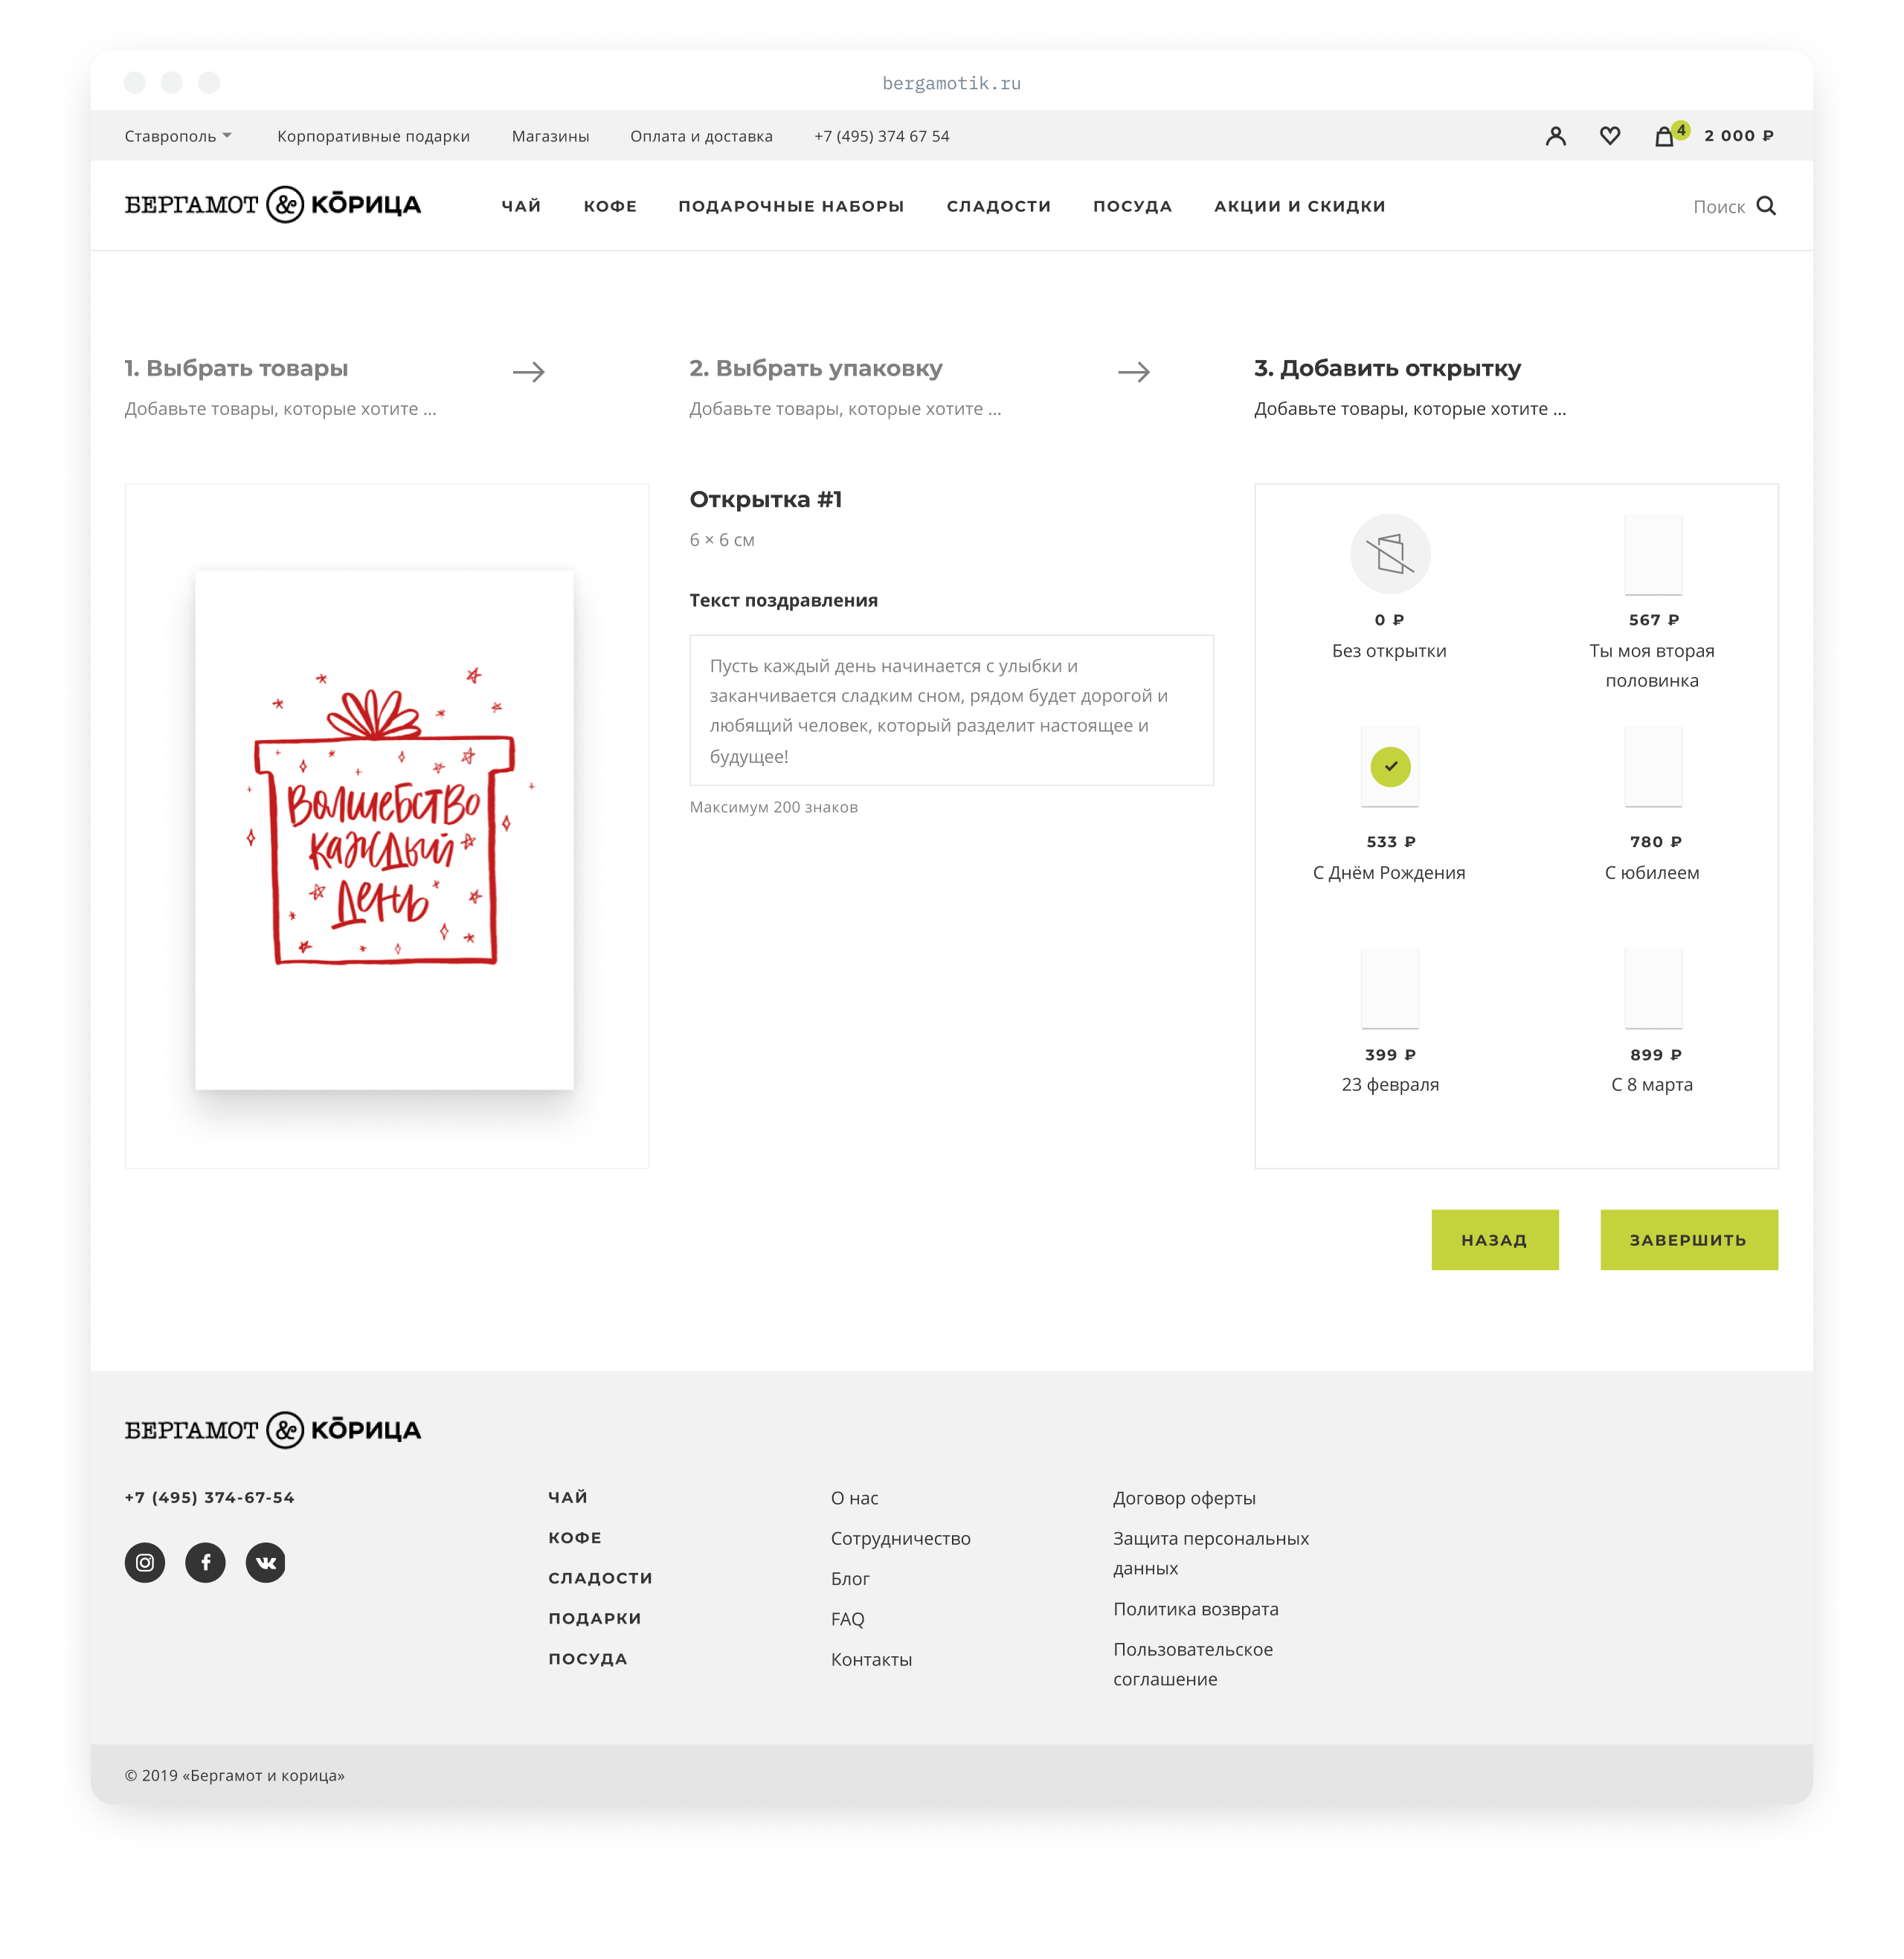 bergamotik.ru
Ставрополь
Корпоративные подарки
Магазины
Оплата и доставка
+7 (495) 374 67 54
4
2 000 ₽
БЕРГАМОТ & КŌРИЦА
ЧАЙ
КОФЕ
ПОДАРОЧНЫЕ НАБОРЫ
СЛАДОСТИ
ПОСУДА
АКЦИИ И СКИДКИ
Поиск
1. Выбрать товары
Добавьте товары, которые хотите ...
2. Выбрать упаковку
Добавьте товары, которые хотите ...
3. Добавить открытку
Добавьте товары, которые хотите ...
Волшебство
каждый
день
Открытка #1
6 × 6 см
Текст поздравления
Пусть каждый день начинается с улыбки и
заканчивается сладким сном, рядом будет дорогой и
любящий человек, который разделит настоящее и
будущее!
Максимум 200 знаков
0 ₽
Без открытки
567 ₽
Ты моя вторая
половинка
533 ₽
С Днём Рождения
780 ₽
С юбилеем
399 ₽
23 февраля
899 ₽
С 8 марта
НАЗАД
ЗАВЕРШИТЬ
БЕРГАМОТ & КŌРИЦА
+7 (495) 374-67-54
ЧАЙ
КОФЕ
СЛАДОСТИ
ПОДАРКИ
ПОСУДА
О нас
Сотрудничество
Блог
FAQ
Контакты
Договор оферты
Защита персональных
данных
Политика возврата
Пользовательское
соглашение
© 2019 «Бергамот и корица»